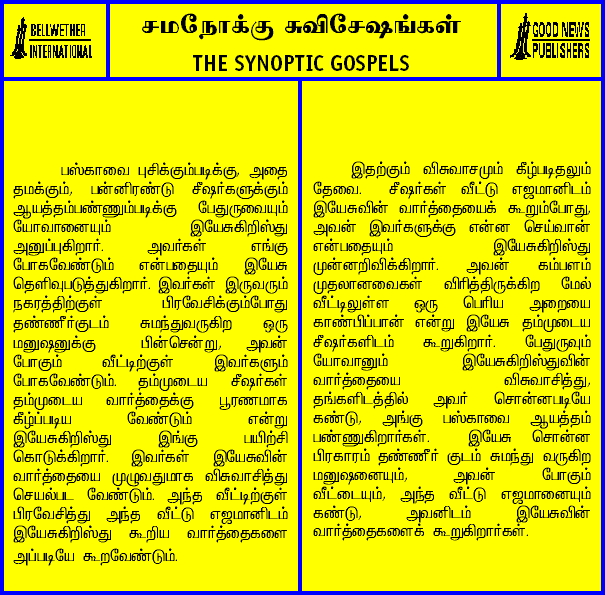 BELLWETHER
INTERNATIONAL
சமநோக்கு சுவிசேஷங்கள்
THE SYNOPTIC GOSPELS
GOOD NEWS
PUBLISHERS
பஸ்காவை புசிக்கும்படிக்கு, அதை
தமக்கும், பன்னிரண்டு சீஷர்களுக்கும்
ஆயத்தம்பண்ணும்படிக்கு பேதுருவையும்
யோவானையும் இயேசுகிறிஸ்து
அனுப்புகிறார். அவர்கள் எங்கு
போகவேண்டும் என்பதையும் இயேசு
தெளிவுபடுத்துகிறார். இவர்கள் இருவரும்
நகரத்திற்குள் பிரவேசிக்கும்போது
தண்ணீர்குடம் சுமந்துவருகிற ஒரு
மனுஷனுக்கு பின்சென்று, அவன்
போகும் வீட்டிற்குள் இவர்களும்
போகவேண்டும். தம்முடைய சீஷர்கள்
தம்முடைய வார்த்தைக்கு பூரணமாக
கீழ்ப்படிய வேண்டும் என்று
இயேசுகிறிஸ்து இங்கு பயிற்சி
கொடுக்கிறார். இவர்கள் இயேசுவின்
வார்த்தையை முழுவதுமாக விசுவாசித்து
செயல்பட வேண்டும். அந்த வீட்டிற்குள்
பிரவேசித்து அந்த வீட்டு எஜமானிடம்
இயேசுகிறிஸ்து கூறிய வார்த்தைகளை
அப்படியே கூறவேண்டும்.
இதற்கும் விசுவாசமும் கீழ்படிதலும்
தேவை. சீஷர்கள் வீட்டு எஜமானிடம்
இயேசுவின் வார்த்தையைக் கூறும்போது,
அவன் இவர்களுக்கு என்ன செய்வான்
என்பதையும் இயேசுகிறிஸ்து
முன்னறிவிக்கிறார். அவன் கம்பளம்
முதலானவைகள் விரித்திருக்கிற மேல்
வீட்டிலுள்ள ஒரு பெரிய அறையை
காண்பிப்பான் என்று இயேசு தம்முடைய
சீஷர்களிடம் கூறுகிறார். பேதுருவும்
யோவானும் இயேசுகிறிஸ்துவின்
வார்த்தையை விசுவாசித்து,
தங்களிடத்தில் அவர் சொன்னபடியே
கண்டு, அங்கு பஸ்காவை ஆயத்தம்
பண்ணுகிறார்கள். இயேசு சொன்ன
பிரகாரம் தண்ணீர் குடம் சுமந்து வருகிற
மனுஷனையும், அவன் போகும்
வீட்டையும், அந்த வீட்டு எஜமானையும்
கண்டு, அவனிடம் இயேசுவின்
வார்த்தைகளைக் கூறுகிறார்கள்.